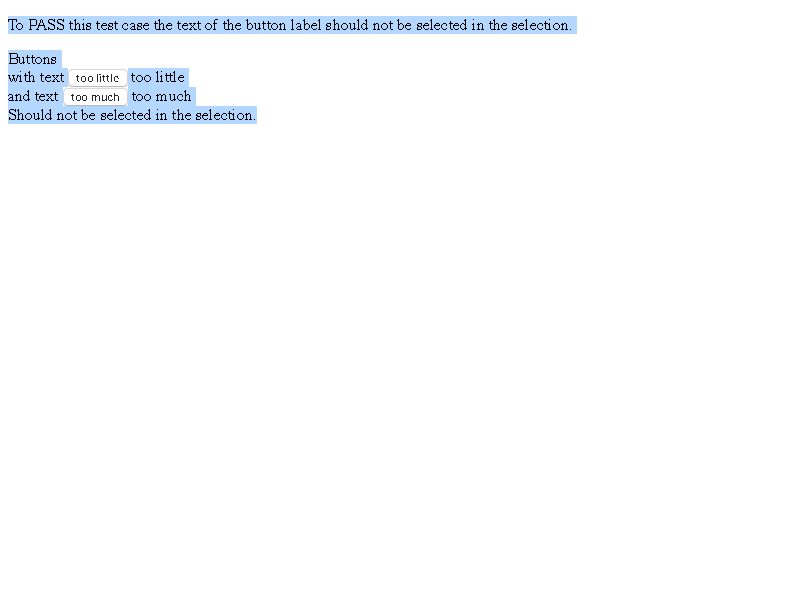 To PASS this test case the text of the button label should not be selected in the selection.
Buttons
with text too little too little
and text too much too much
Should not be selected in the selection.